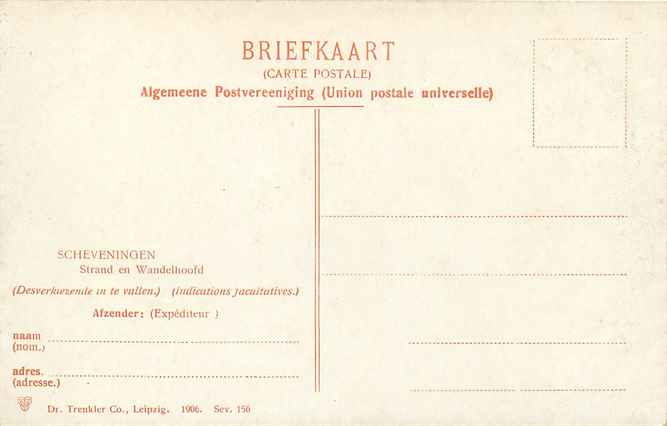 BRIEFKAART
(CARTE POSTALE)
Algemeene Postvereeniging (Union postale universelle)
SCHEVENINGEN
Strand en Wandelhoofd
(Desverkiezende in te vullen.) (Indications facultatives.)
Afzender: (Expéditeur )
naam
(nom.)
adres.
(adresse.)
Dr. Trenkler Co., Leipzig. 1906. Sev. 156